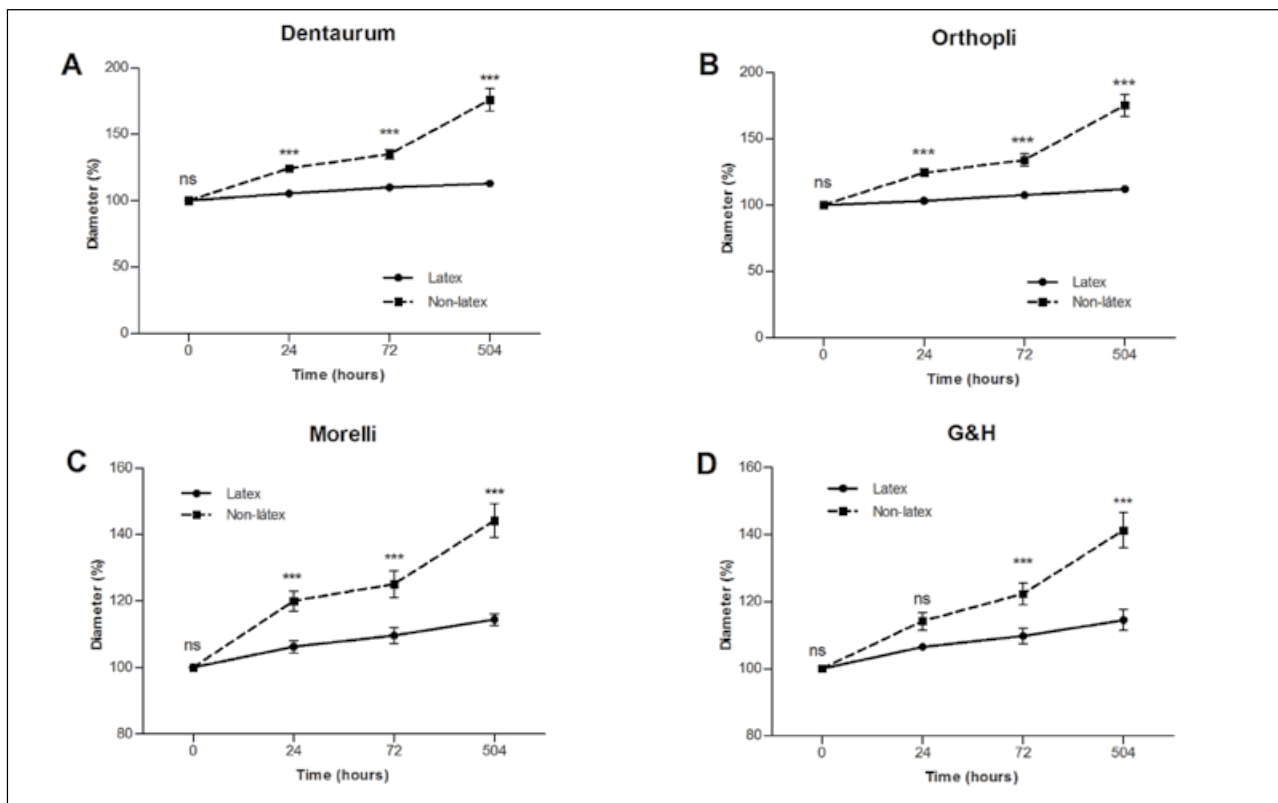 Dentaurum
A
200
150
100
50
0
Diameter (%)
ns
***
***
***
Latex
Non-latex
0 24 72 504
Time (hours)
Orthopli
B
200
150
100
50
0
Diameter (%)
ns
***
***
***
Latex
Non-látex
0 24 72 504
Time (hours)
Morelli
C
160
140
120
100
80
Diameter (%)
Latex
Non-látex
ns
***
***
***
0 24 72 504
Time (hours)
G&H
D
160
140
120
100
80
Diameter (%)
Latex
Non-latex
ns
ns
***
***
0 24 72 504
Time (hours)